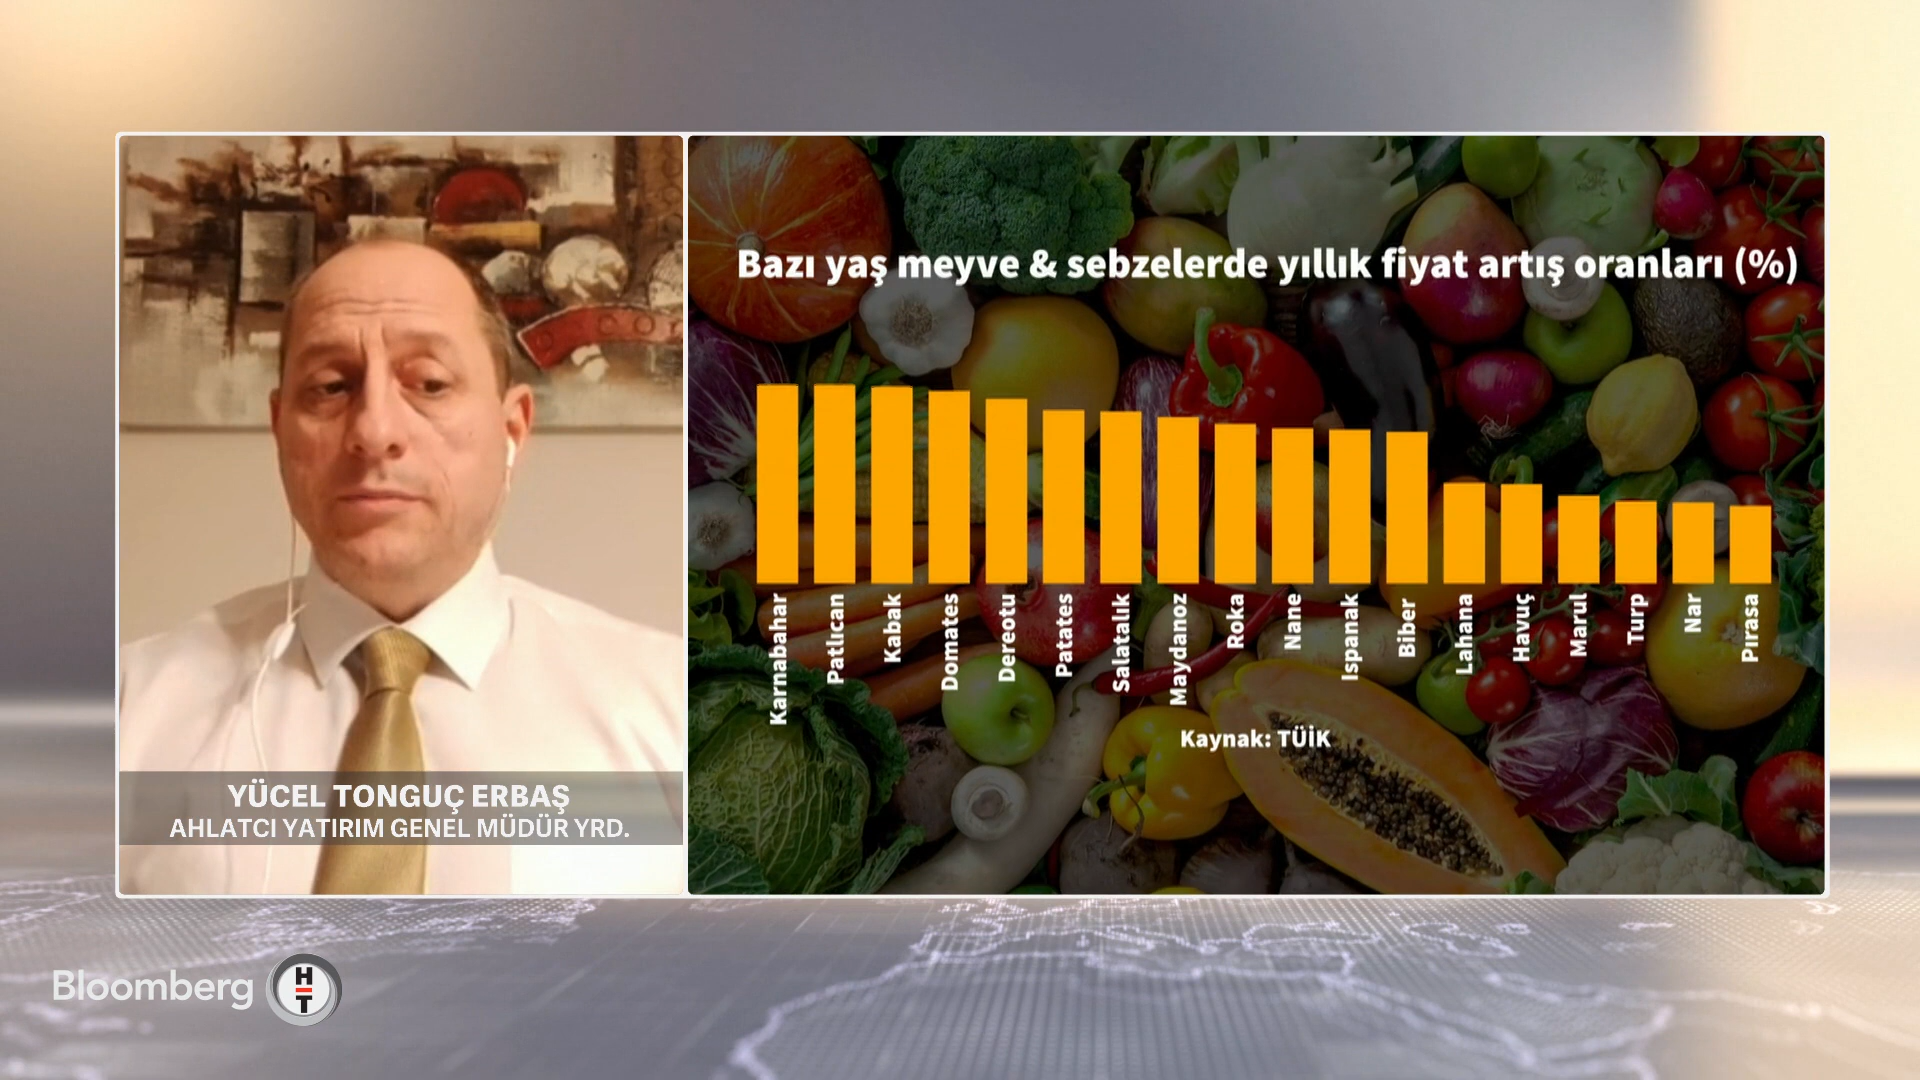 Bazı yaş meyve & sebzelerde yıllık fiyat artış oranları (%)
Karnabahar
Patlıcan
Kabak
Domates
Dereotu
Patates
Salatalık
Maydanoz
Roka
Nane
Ispanak
Biber
Lahana
Havuç
Marul
Turp
Nar
Pırasa
Kaynak: TÜİK
YÜCEL TONGUÇ ERBAŞ
AHLATCI YATIRIM GENEL MÜDÜR YRD.
Bloomberg HT